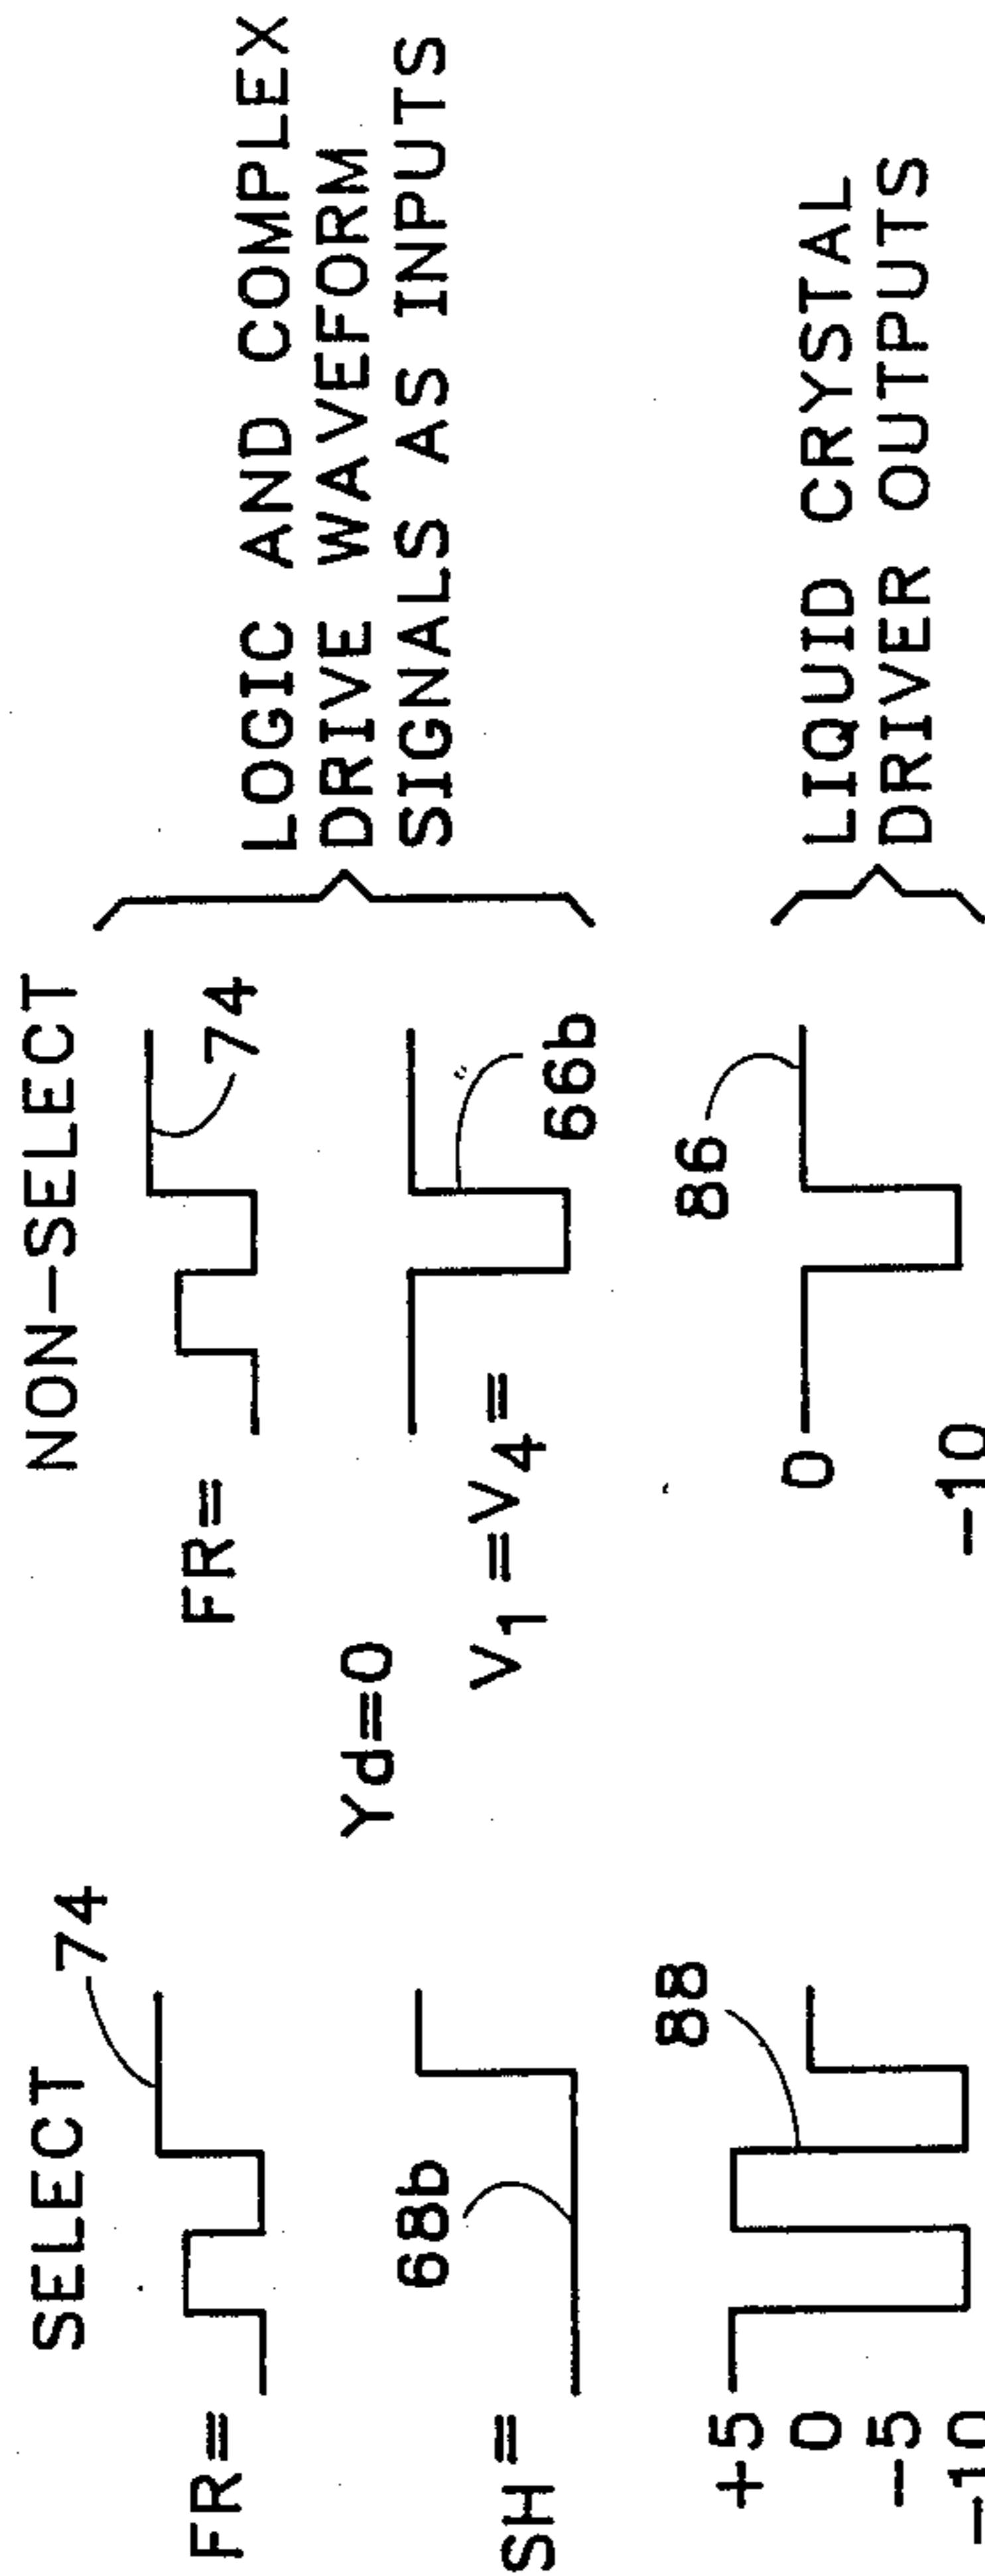 SELECT
FR=
74
SH =
68b
+5
0
-5
-10
88
Yd=0
NON-SELECT
FR=
74
V1 =V4 =
66b
0
-10
86
LOGIC AND COMPLEX
DRIVE WAVEFORM
SIGNALS AS INPUTS
LIQUID CRYSTAL
DRIVER OUTPUTS